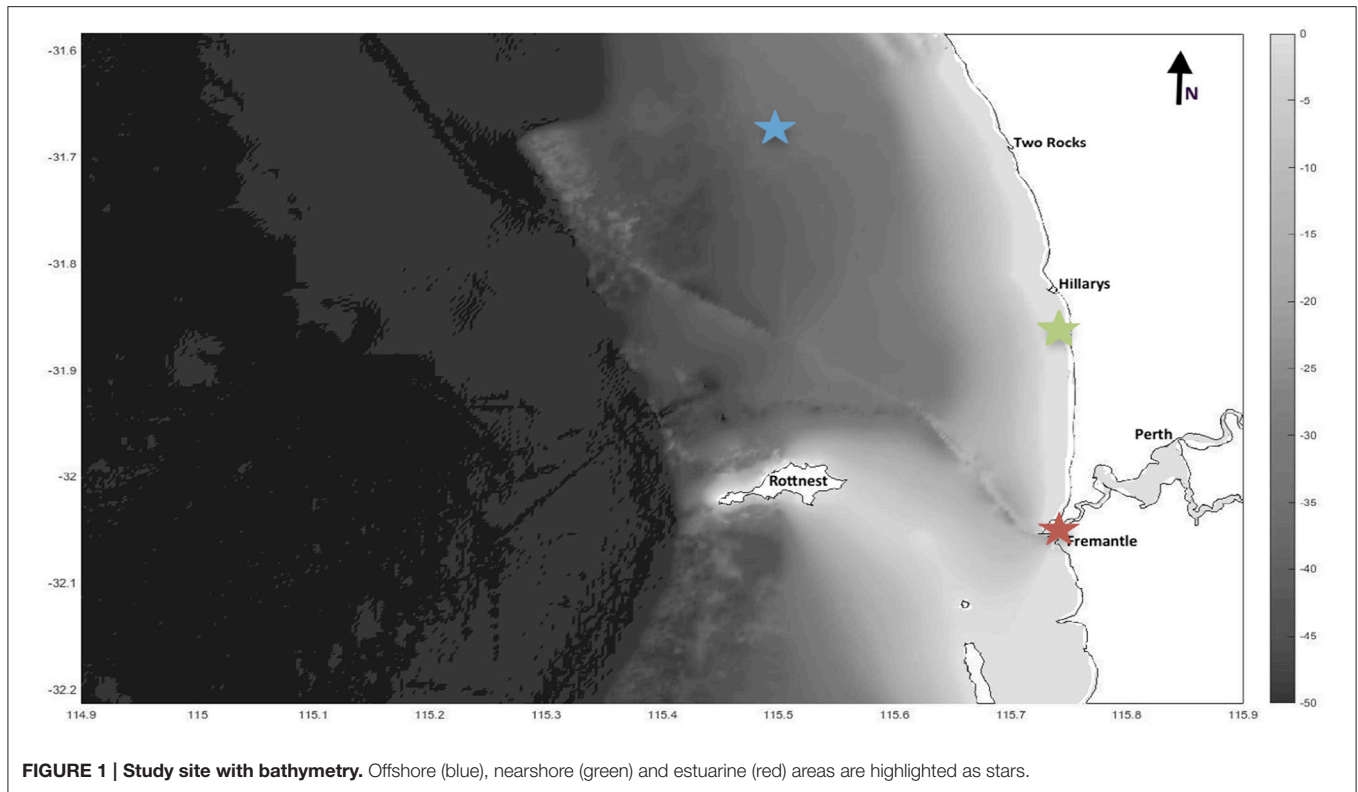 -31.6
-31.7
-31.8
-31.9
-32
-32.1
-32.2
114.9 115 115.1 115.2 115.3 115.4 115.5 115.6 115.7 115.8 115.9
N
Two Rocks
Hillarys
Perth
Rottnest
Fremantle
0
-5
-10
-15
-20
-25
-30
-35
-40
-45
-50
FIGURE 1 | Study site with bathymetry. Offshore (blue), nearshore (green) and estuarine (red) areas are highlighted as stars.